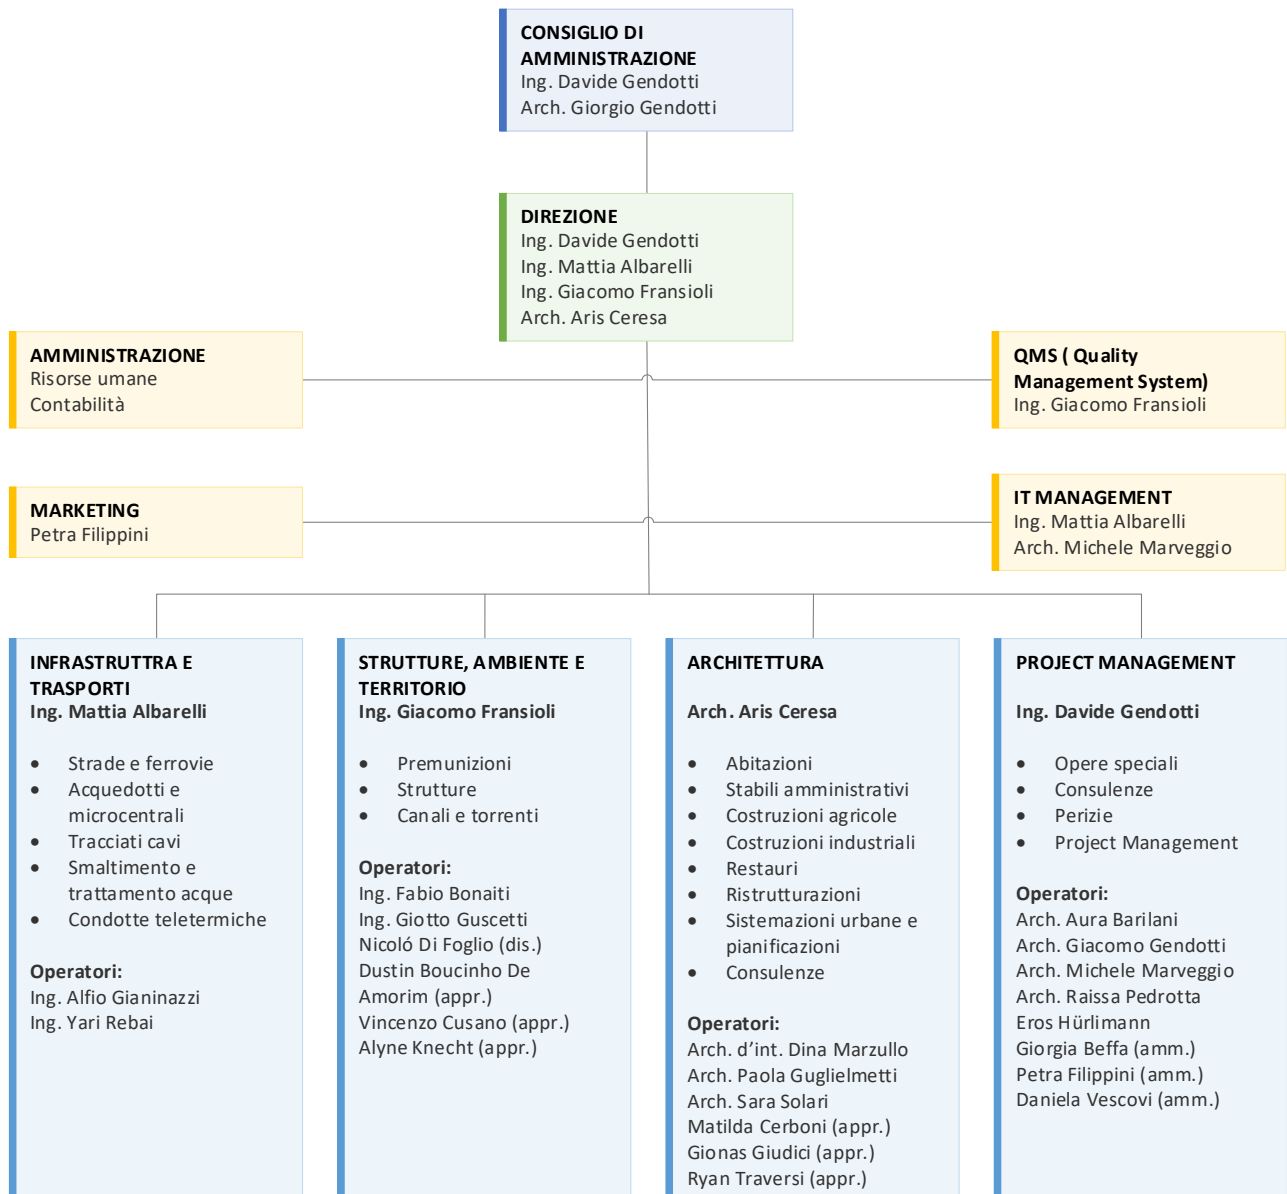 CONSIGLIO DI
AMMINISTRAZIONE
Ing. Davide Gendotti
Arch. Giorgio Gendotti
DIREZIONE
Ing. Davide Gendotti
Ing. Mattia Albarelli
Ing. Giacomo Fransioli
Arch. Aris Ceresa
AMMINISTRAZIONE
Risorse umane
Contabilità
QMS ( Quality
Management System)
Ing. Giacomo Fransioli
MARKETING
Petra Filippini
IT MANAGEMENT
Ing. Mattia Albarelli
Arch. Michele Marveggio
INFRASTRUTTRA E
TRASPORTI
Ing. Mattia Albarelli
• Strade e ferrovie
• Acquedotti e
microcentrali
• Tracciati cavi
• Smaltimento e
trattamento acque
• Condotte teletermiche
Operatori:
Ing. Alfio Gianinazzi
Ing. Yari Rebai
STRUTTURE, AMBIENTE E
TERRITORIO
Ing. Giacomo Fransioli
• Premunizioni
• Strutture
• Canali e torrenti
Operatori:
Ing. Fabio Bonaiti
Ing. Giotto Guscetti
Nicoló Di Foglio (dis.)
Dustin Boucinho De
Amorim (appr.)
Vincenzo Cusano (appr.)
Alyne Knecht (appr.)
ARCHITETTURA
Arch. Aris Ceresa
• Abitazioni
• Stabili amministrativi
• Costruzioni agricole
• Costruzioni industriali
• Restauri
• Ristrutturazioni
• Sistemazioni urbane e
pianificazioni
• Consulenze
Operatori:
Arch. d’int. Dina Marzullo
Arch. Paola Guglielmetti
Arch. Sara Solari
Matilda Cerboni (appr.)
Gionas Giudici (appr.)
Ryan Traversi (appr.)
PROJECT MANAGEMENT
Ing. Davide Gendotti
• Opere speciali
• Consulenze
• Perizie
• Project Management
Operatori:
Arch. Aura Barilani
Arch. Giacomo Gendotti
Arch. Michele Marveggio
Arch. Raissa Pedrotta
Eros Hürlimann
Giorgia Beffa (amm.)
Petra Filippini (amm.)
Daniela Vescovi (amm.)